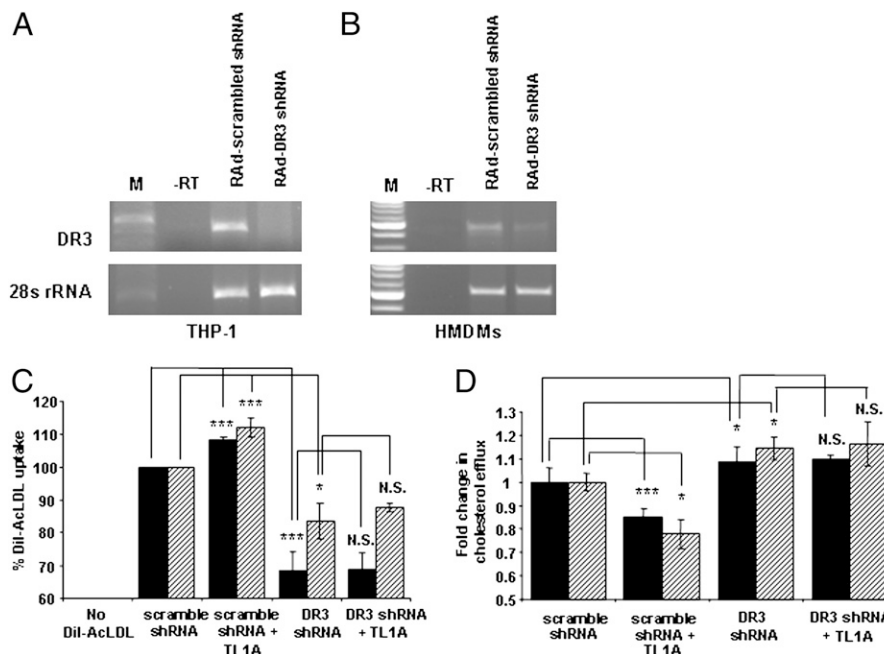 A
B
RAd-scrambled shRNA
RAd-DR3 shRNA
M
-RT
RAd-scrambled shRNA
RAd-DR3 shRNA
M
-RT
DR3
28s rRNA
THP-1
HMDMs
C
% Dil-AcLDL uptake
120
110
100
90
80
70
60
***
***
***
*
N.S.
N.S.
No Dil-AcLDL
scramble shRNA
scramble shRNA + TL1A
DR3 shRNA
DR3 shRNA + TL1A
D
Fold change in cholesterol efflux
1.3
1.2
1.1
1
0.9
0.8
0.7
0.6
0.5
***
*
*
*
N.S.
N.S.
scramble shRNA
scramble shRNA + TL1A
DR3 shRNA
DR3 shRNA + TL1A